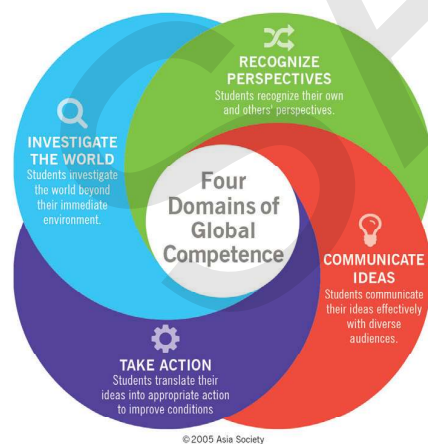 RECOGNIZE
PERSPECTIVES
Students recognize their own
and others' perspectives.
INVESTIGATE
THE WORLD
Students investigate
the world beyond
their immediate
environment.
Four
Domains of
Global
Competence
COMMUNICATE
IDEAS
Students communicate
their ideas effectively
with diverse
audiences.
TAKE ACTION
Students translate their
ideas into appropriate action
to improve conditions
©2005 Asia Society